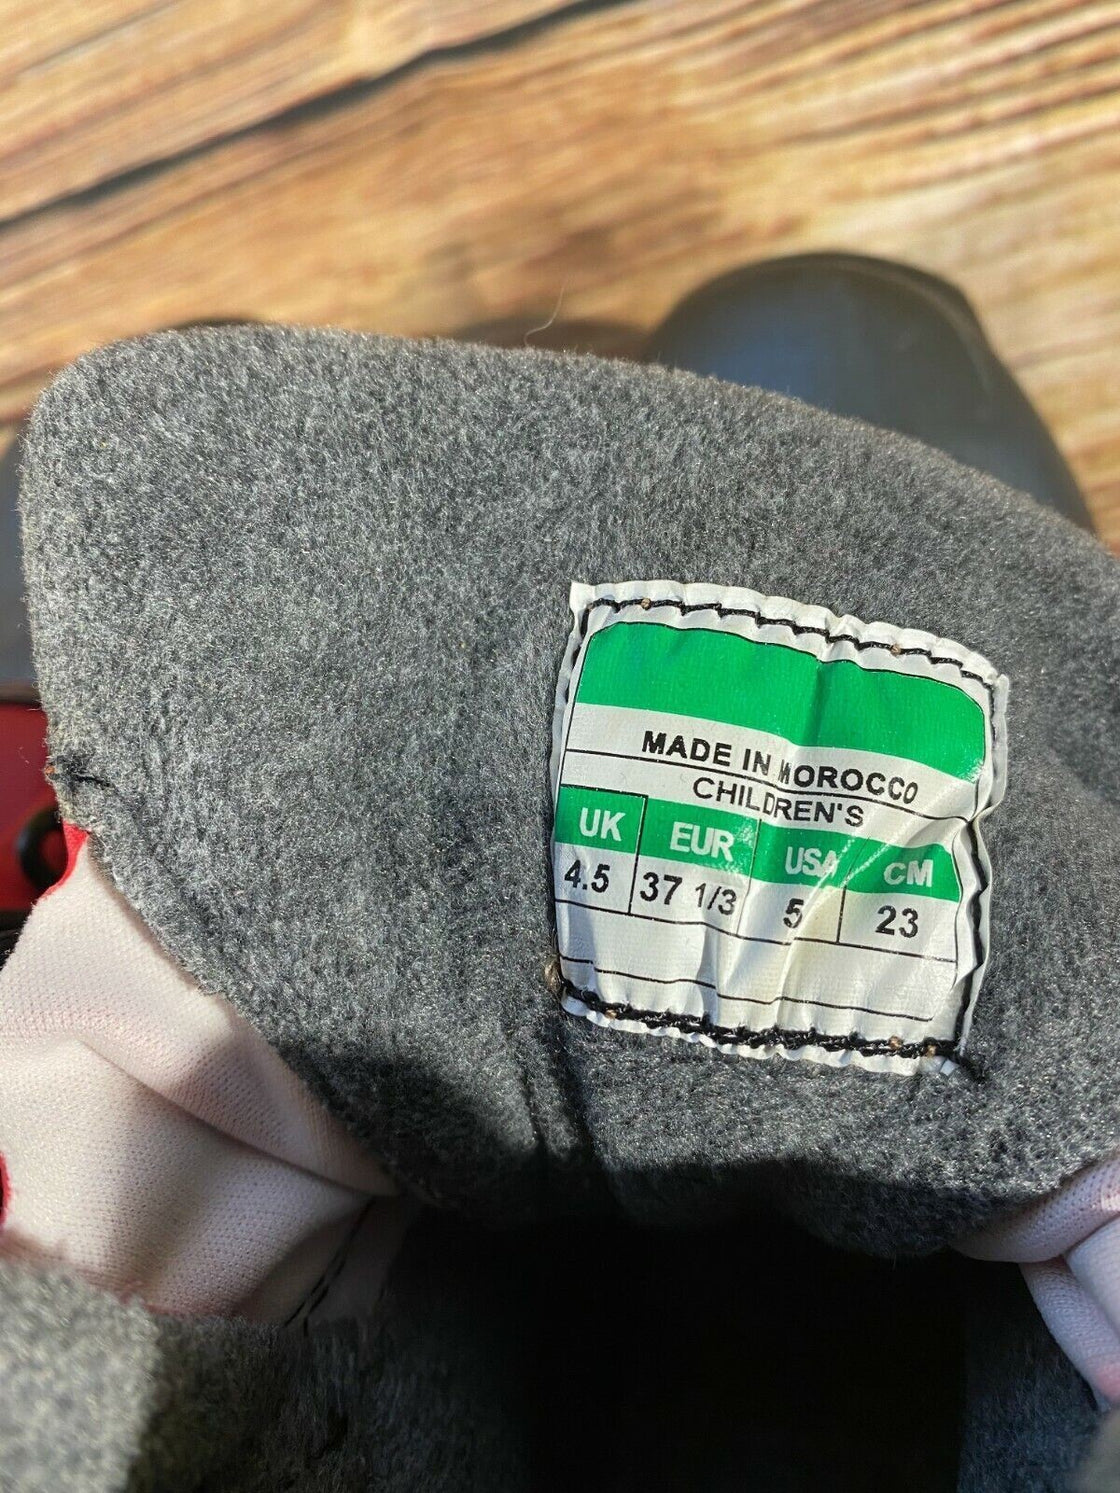 MADE IN MOROCCO
CHILDREN'S
UK EUR USA CM
4.5 37 1/3 5 23